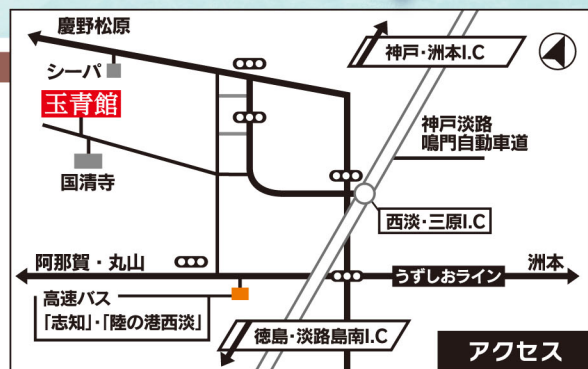 慶野松原
シーパ
玉青館
国清寺
神戸・洲本I.C
神戸淡路
鳴門自動車道
西淡・三原I.C
阿那賀・丸山
うずしおライン
洲本
高速バス
「志知」・「陸の港西淡」
徳島・淡路島南I.C
アクセス